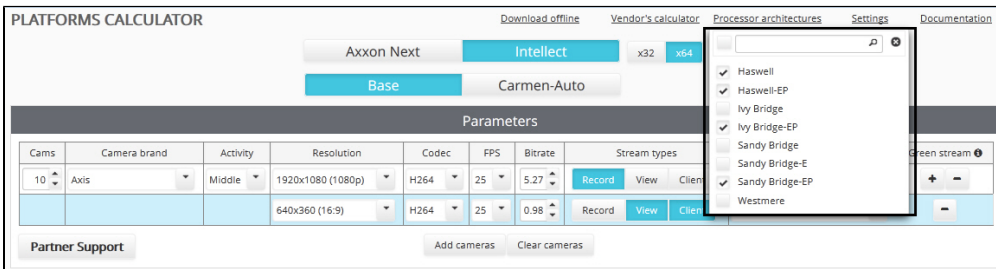 PLATFORMS CALCULATOR
Download offline Vendor's calculator Processor architectures Settings Documentation
Axxon Next Intellect x32 x64
Base Carmen-Auto
Haswell
Haswell-EP
Ivy Bridge
Ivy Bridge-EP
Sandy Bridge
Sandy Bridge-E
Sandy Bridge-EP
Westmere
Parameters
Cams Camera brand Activity Resolution Codec FPS Bitrate Stream types Green stream
10 Axis Middle 1920x1080 (1080p) H264 25 5.27 Record View Client + -
640x360 (16:9) H264 25 0.98 Record View Client -
Partner Support Add cameras Clear cameras